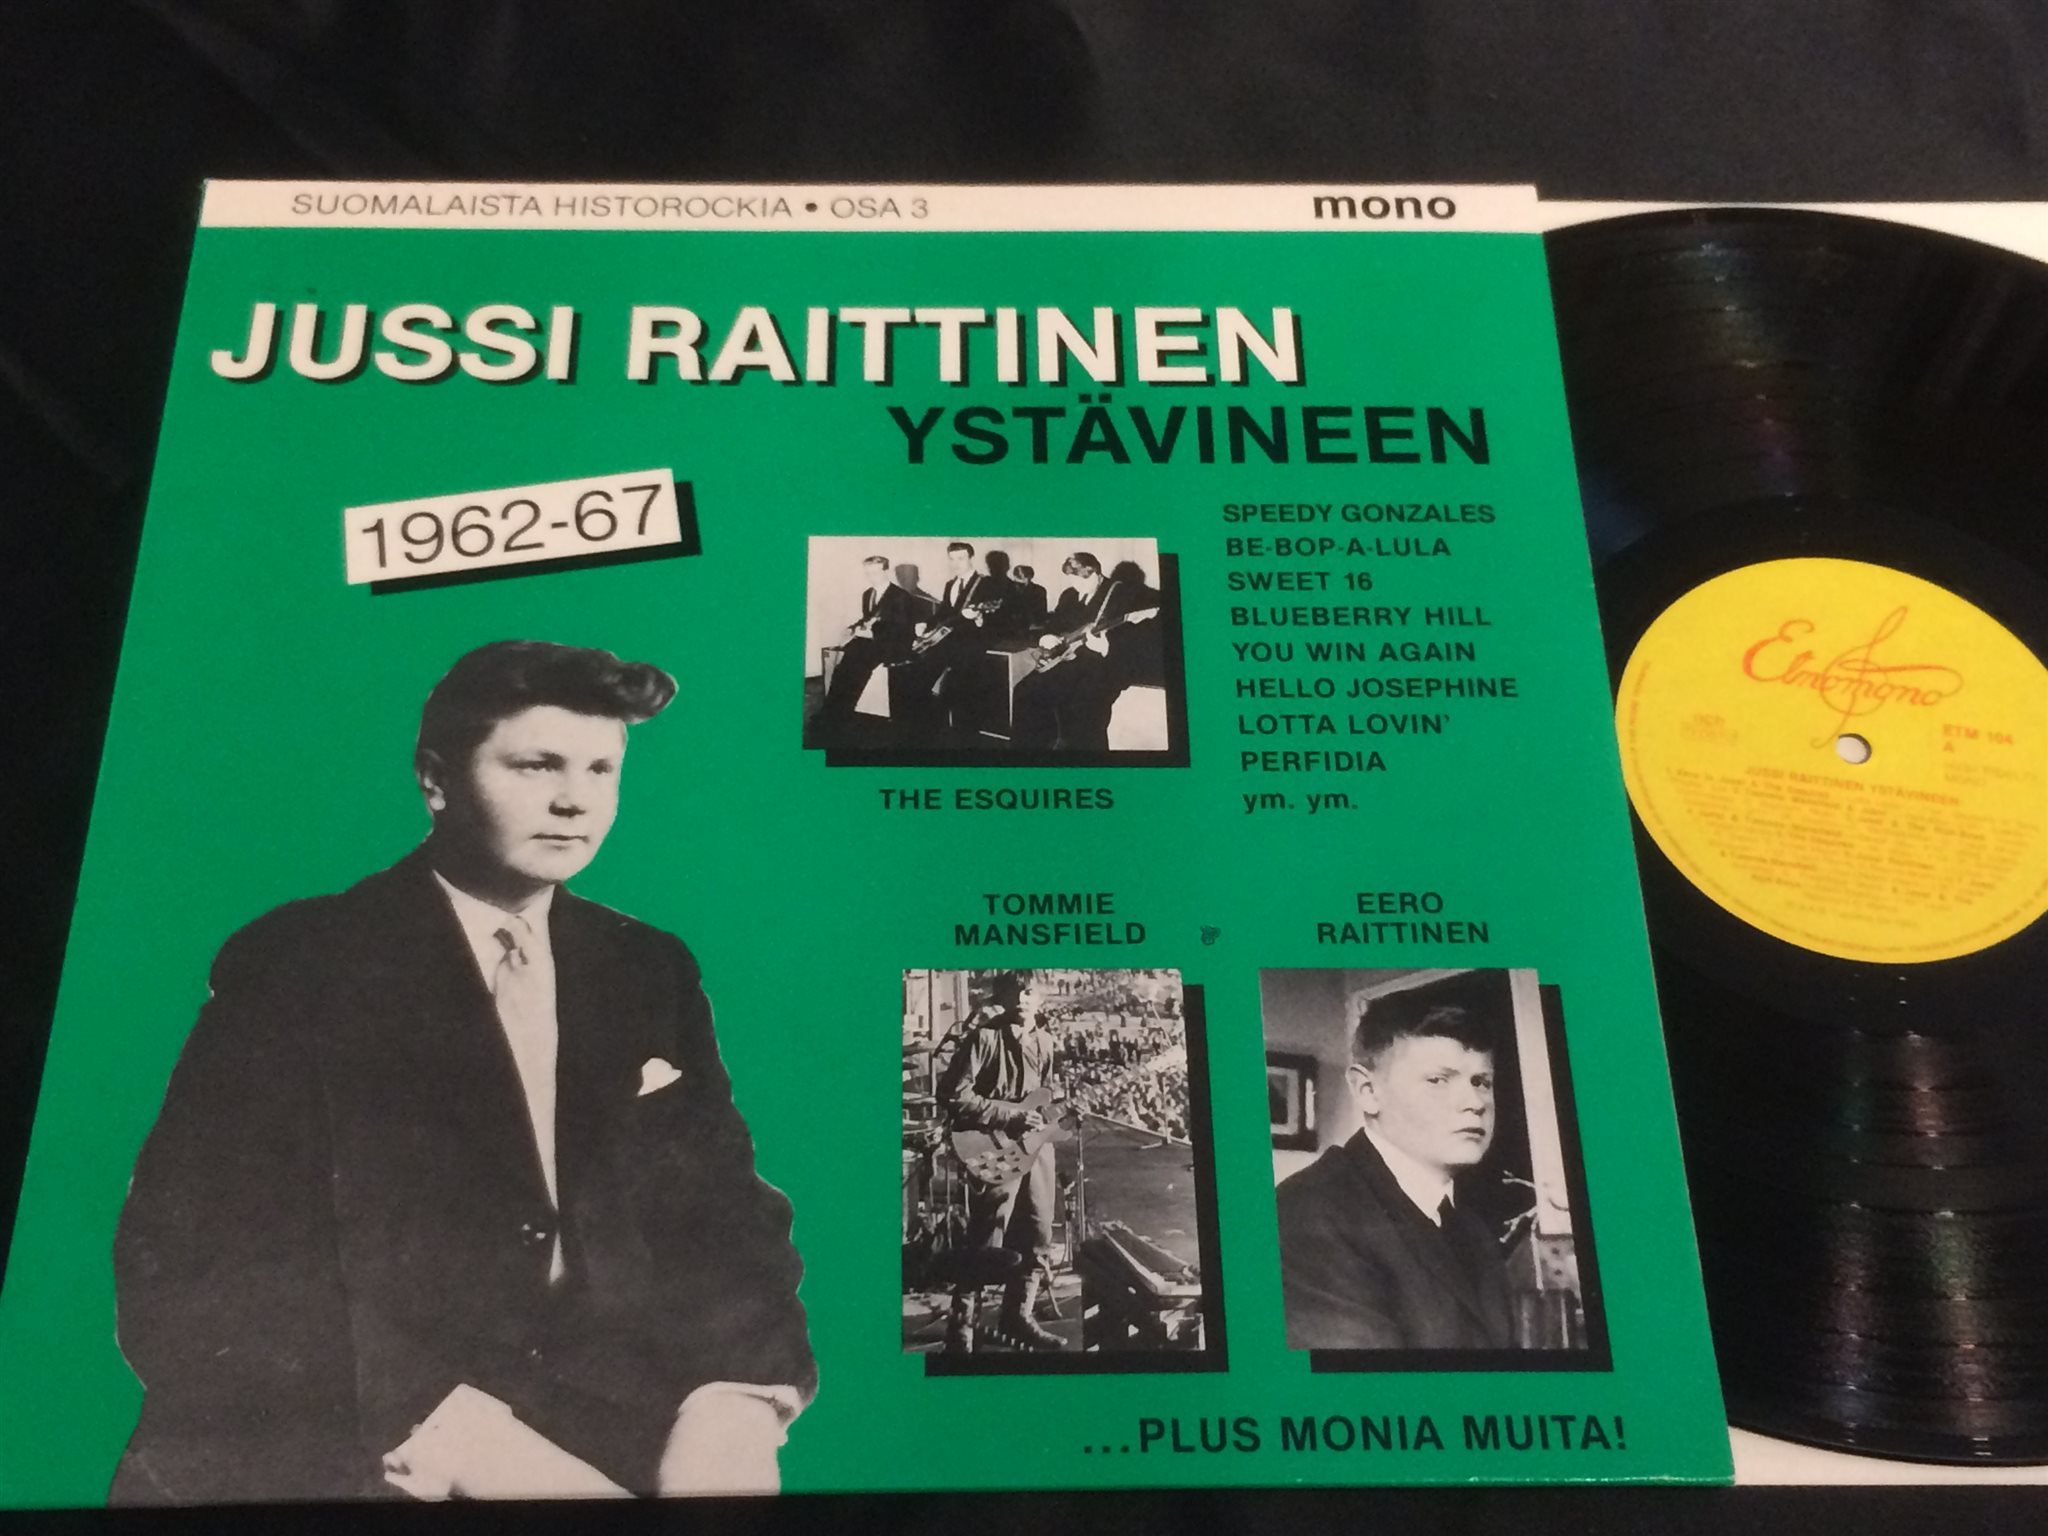 SUOMALAISTA HISTOROCKIA • OSA 3
mono
JUSSI RAITTINEN
YSTÄVINEEN
1962-67
SPEEDY GONZALES
BE-BOP-A-LULA
SWEET 16
BLUEBERRY HILL
YOU WIN AGAIN
HELLO JOSEPHINE
LOTTA LOVIN'
PERFIDIA
ym. ym.
THE ESQUIRES
TOMMIE
MANSFIELD
EERO
RAITTINEN
...PLUS MONIA MUITA!
Elnomono
ETM 104
A
JUSSI RAITTINEN YSTÄVINEEN